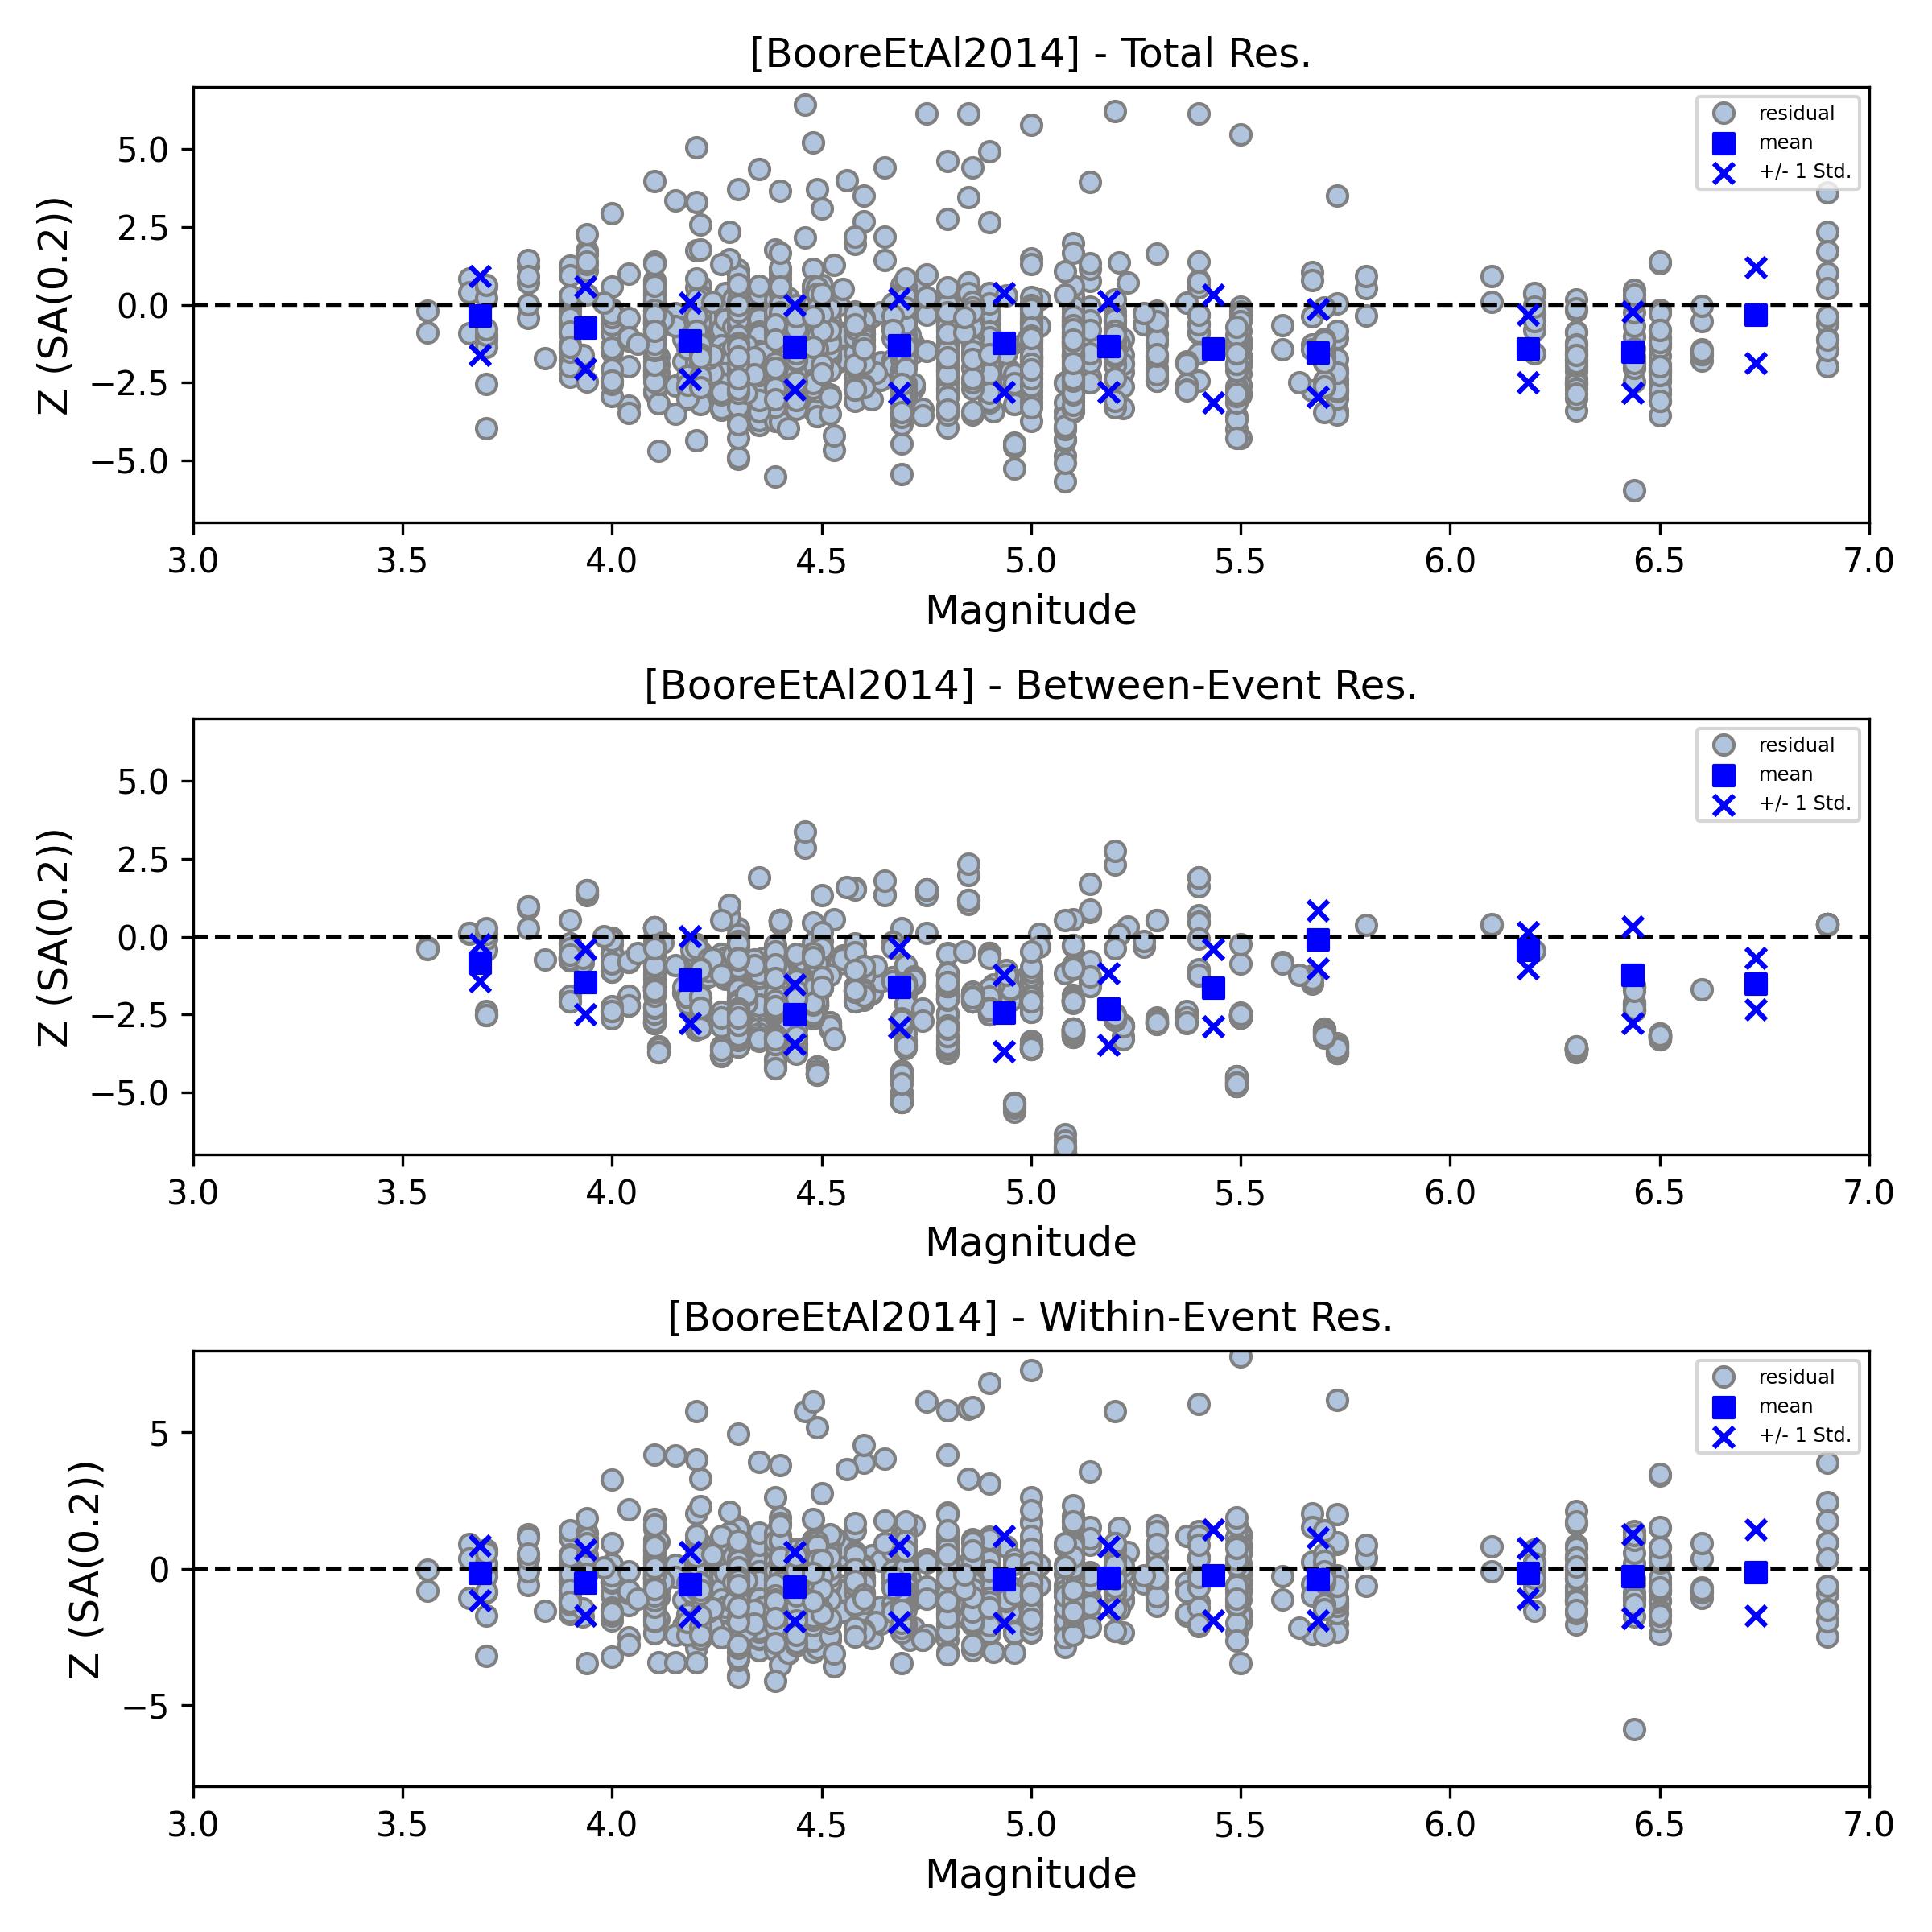 [BooreEtAl2014] - Total Res.
Z (SA(0.2))
5.0
2.5
0.0
−2.5
−5.0
residual
mean
+/- 1 Std.
3.0 3.5 4.0 4.5 5.0 5.5 6.0 6.5 7.0
Magnitude
[BooreEtAl2014] - Between-Event Res.
Z (SA(0.2))
5.0
2.5
0.0
−2.5
−5.0
residual
mean
+/- 1 Std.
3.0 3.5 4.0 4.5 5.0 5.5 6.0 6.5 7.0
Magnitude
[BooreEtAl2014] - Within-Event Res.
Z (SA(0.2))
5
0
−5
residual
mean
+/- 1 Std.
3.0 3.5 4.0 4.5 5.0 5.5 6.0 6.5 7.0
Magnitude